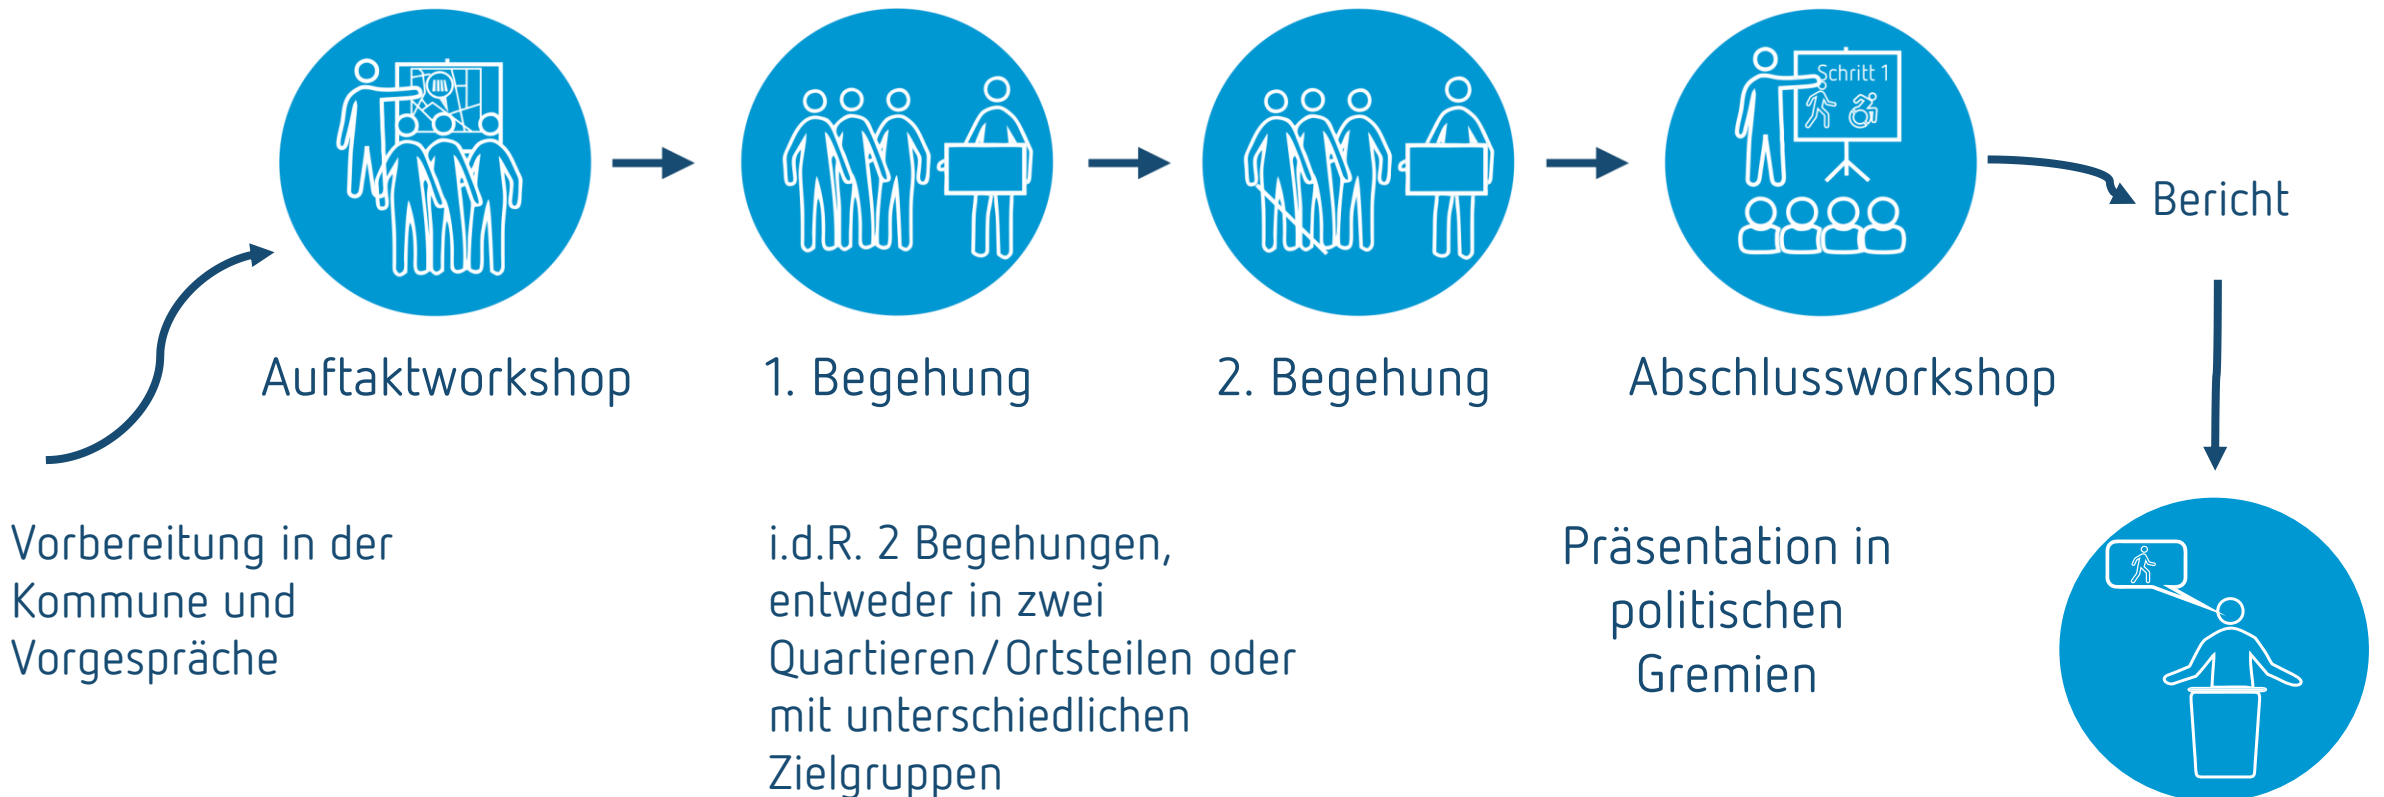 Schritt 1
Bericht
Auftaktworkshop
1. Begehung
2. Begehung
Abschlussworkshop
Vorbereitung in der
Kommune und
Vorgespräche
i.d.R. 2 Begehungen,
entweder in zwei
Quartieren/Ortsteilen oder
mit unterschiedlichen
Zielgruppen
Präsentation in
politischen
Gremien